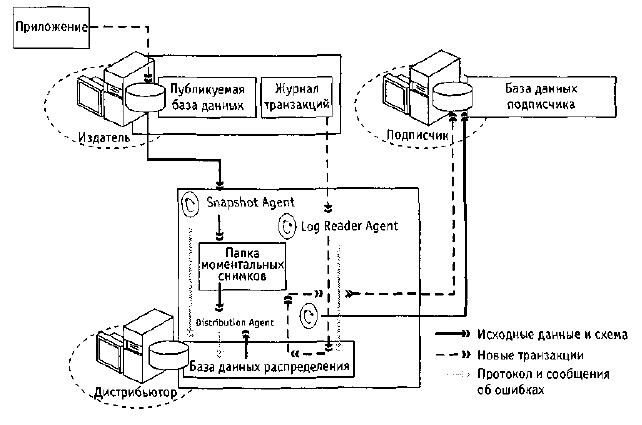 Приложение
Публикуемая
база данных
Журнал
транзакций
Издатель
База данных
подписчика
Подписчик
Snapshot Agent
Log Reader Agent
Папка
моментальных
снимков
Distribution Agent
База данных распределения
Дистрибьютор
Исходные данные и схема
Новые транзакции
Протокол и сообщения
об ошибках